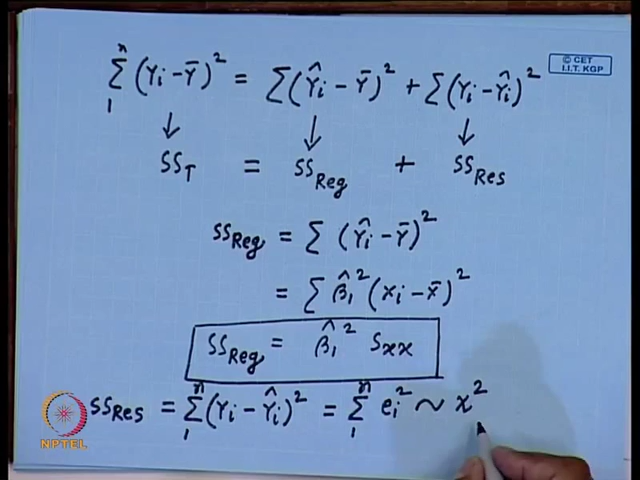 n∑1 (Yi - Ȳ)² = ∑(Ŷi - Ȳ)² + ∑(Yi - Ŷi)²
© CET
I.I.T. KGP
↓ ↓ ↓
SST = SSReg + SSRes
SSReg = ∑ (Ŷi - Ȳ)²
= ∑ β̂1² (xi - x̄)²
SSReg = β̂1² Sxx
SSRes = n∑1 (Yi - Ŷi)² = n∑1 ei² ~ χ²
NPTEL